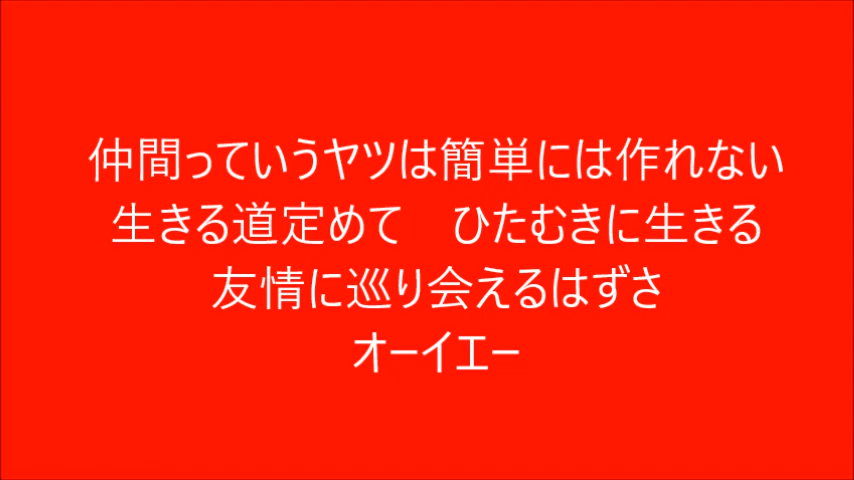 仲間っていうヤツは簡単には作れない
生きる道定めて　ひたむきに生きる
友情に巡り会えるはずさ
オーイエー